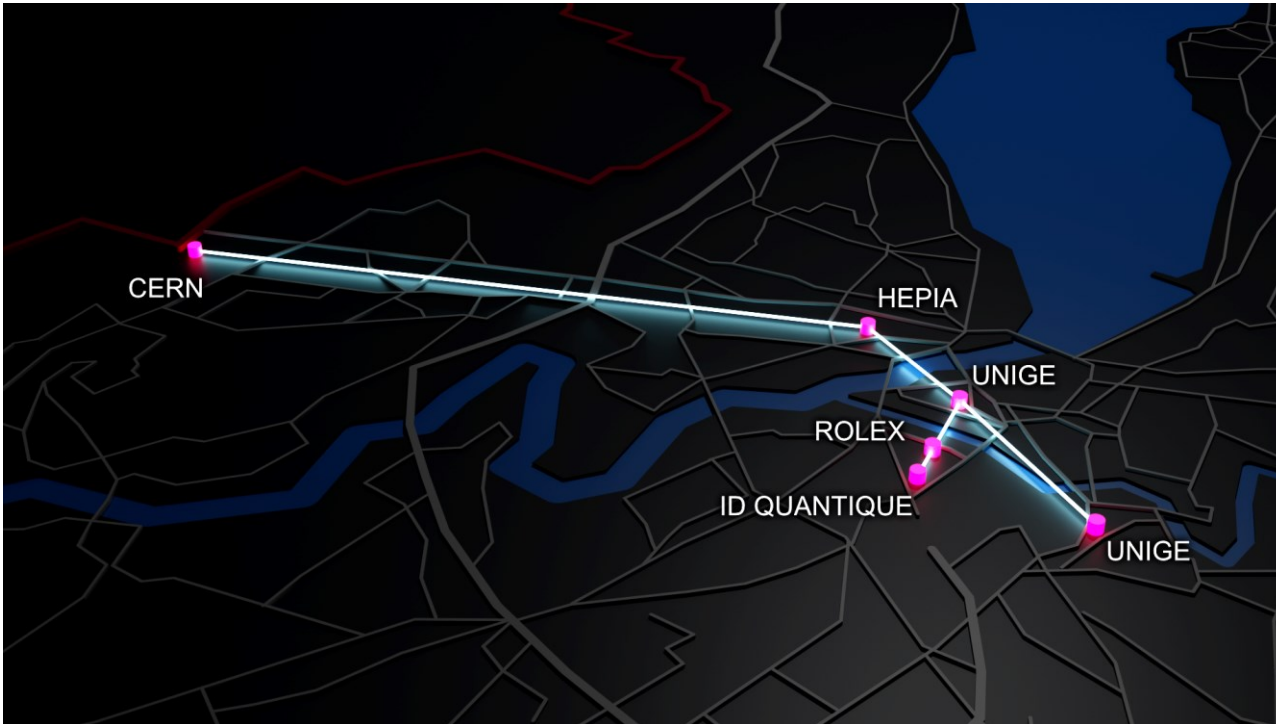 CERN
HEPIA
UNIGE
ROLEX
ID QUANTIQUE
UNIGE